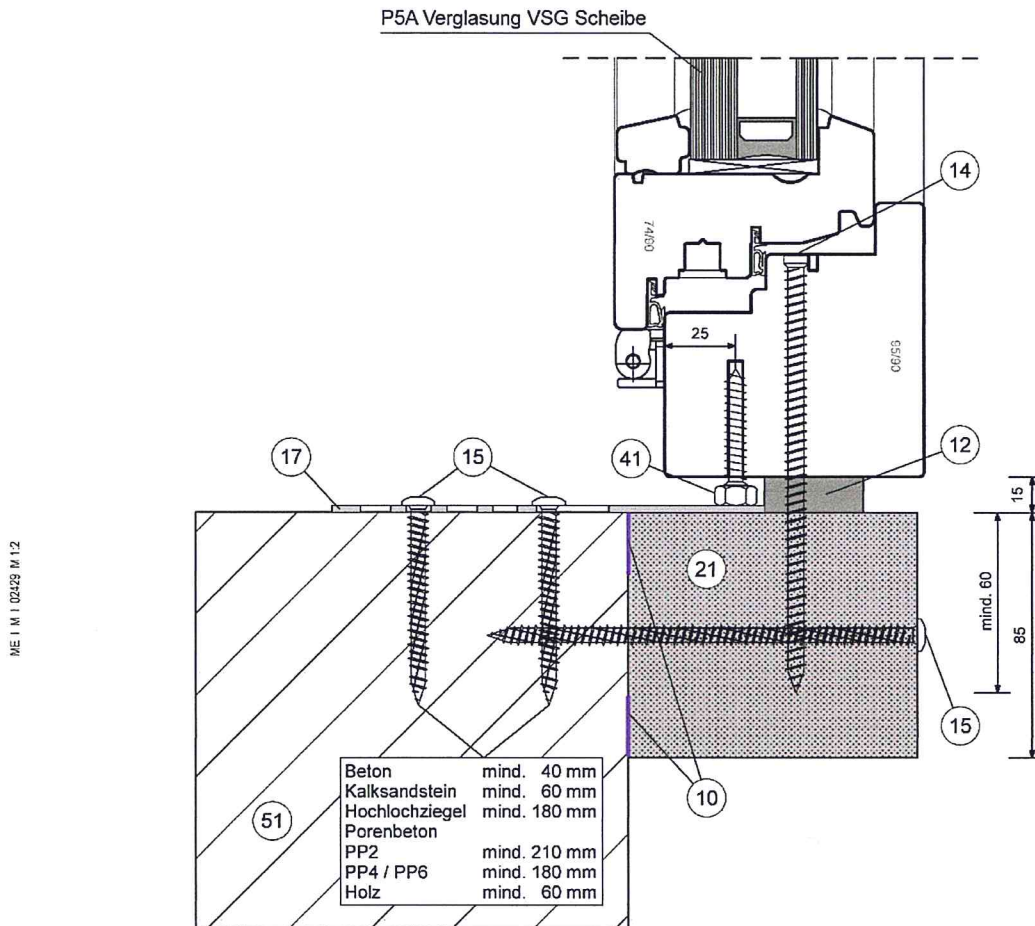 P5A Verglasung VSG Scheibe
14
74/90
25
95/90
17
15
41
12
15
21
mind. 60
85
15
10
51
Beton mind. 40 mm
Kalksandstein mind. 60 mm
Hochlochziegel mind. 180 mm
Porenbeton
PP2 mind. 210 mm
PP4 / PP6 mind. 180 mm
Holz mind. 60 mm
ME I M I 02429 M 1:2